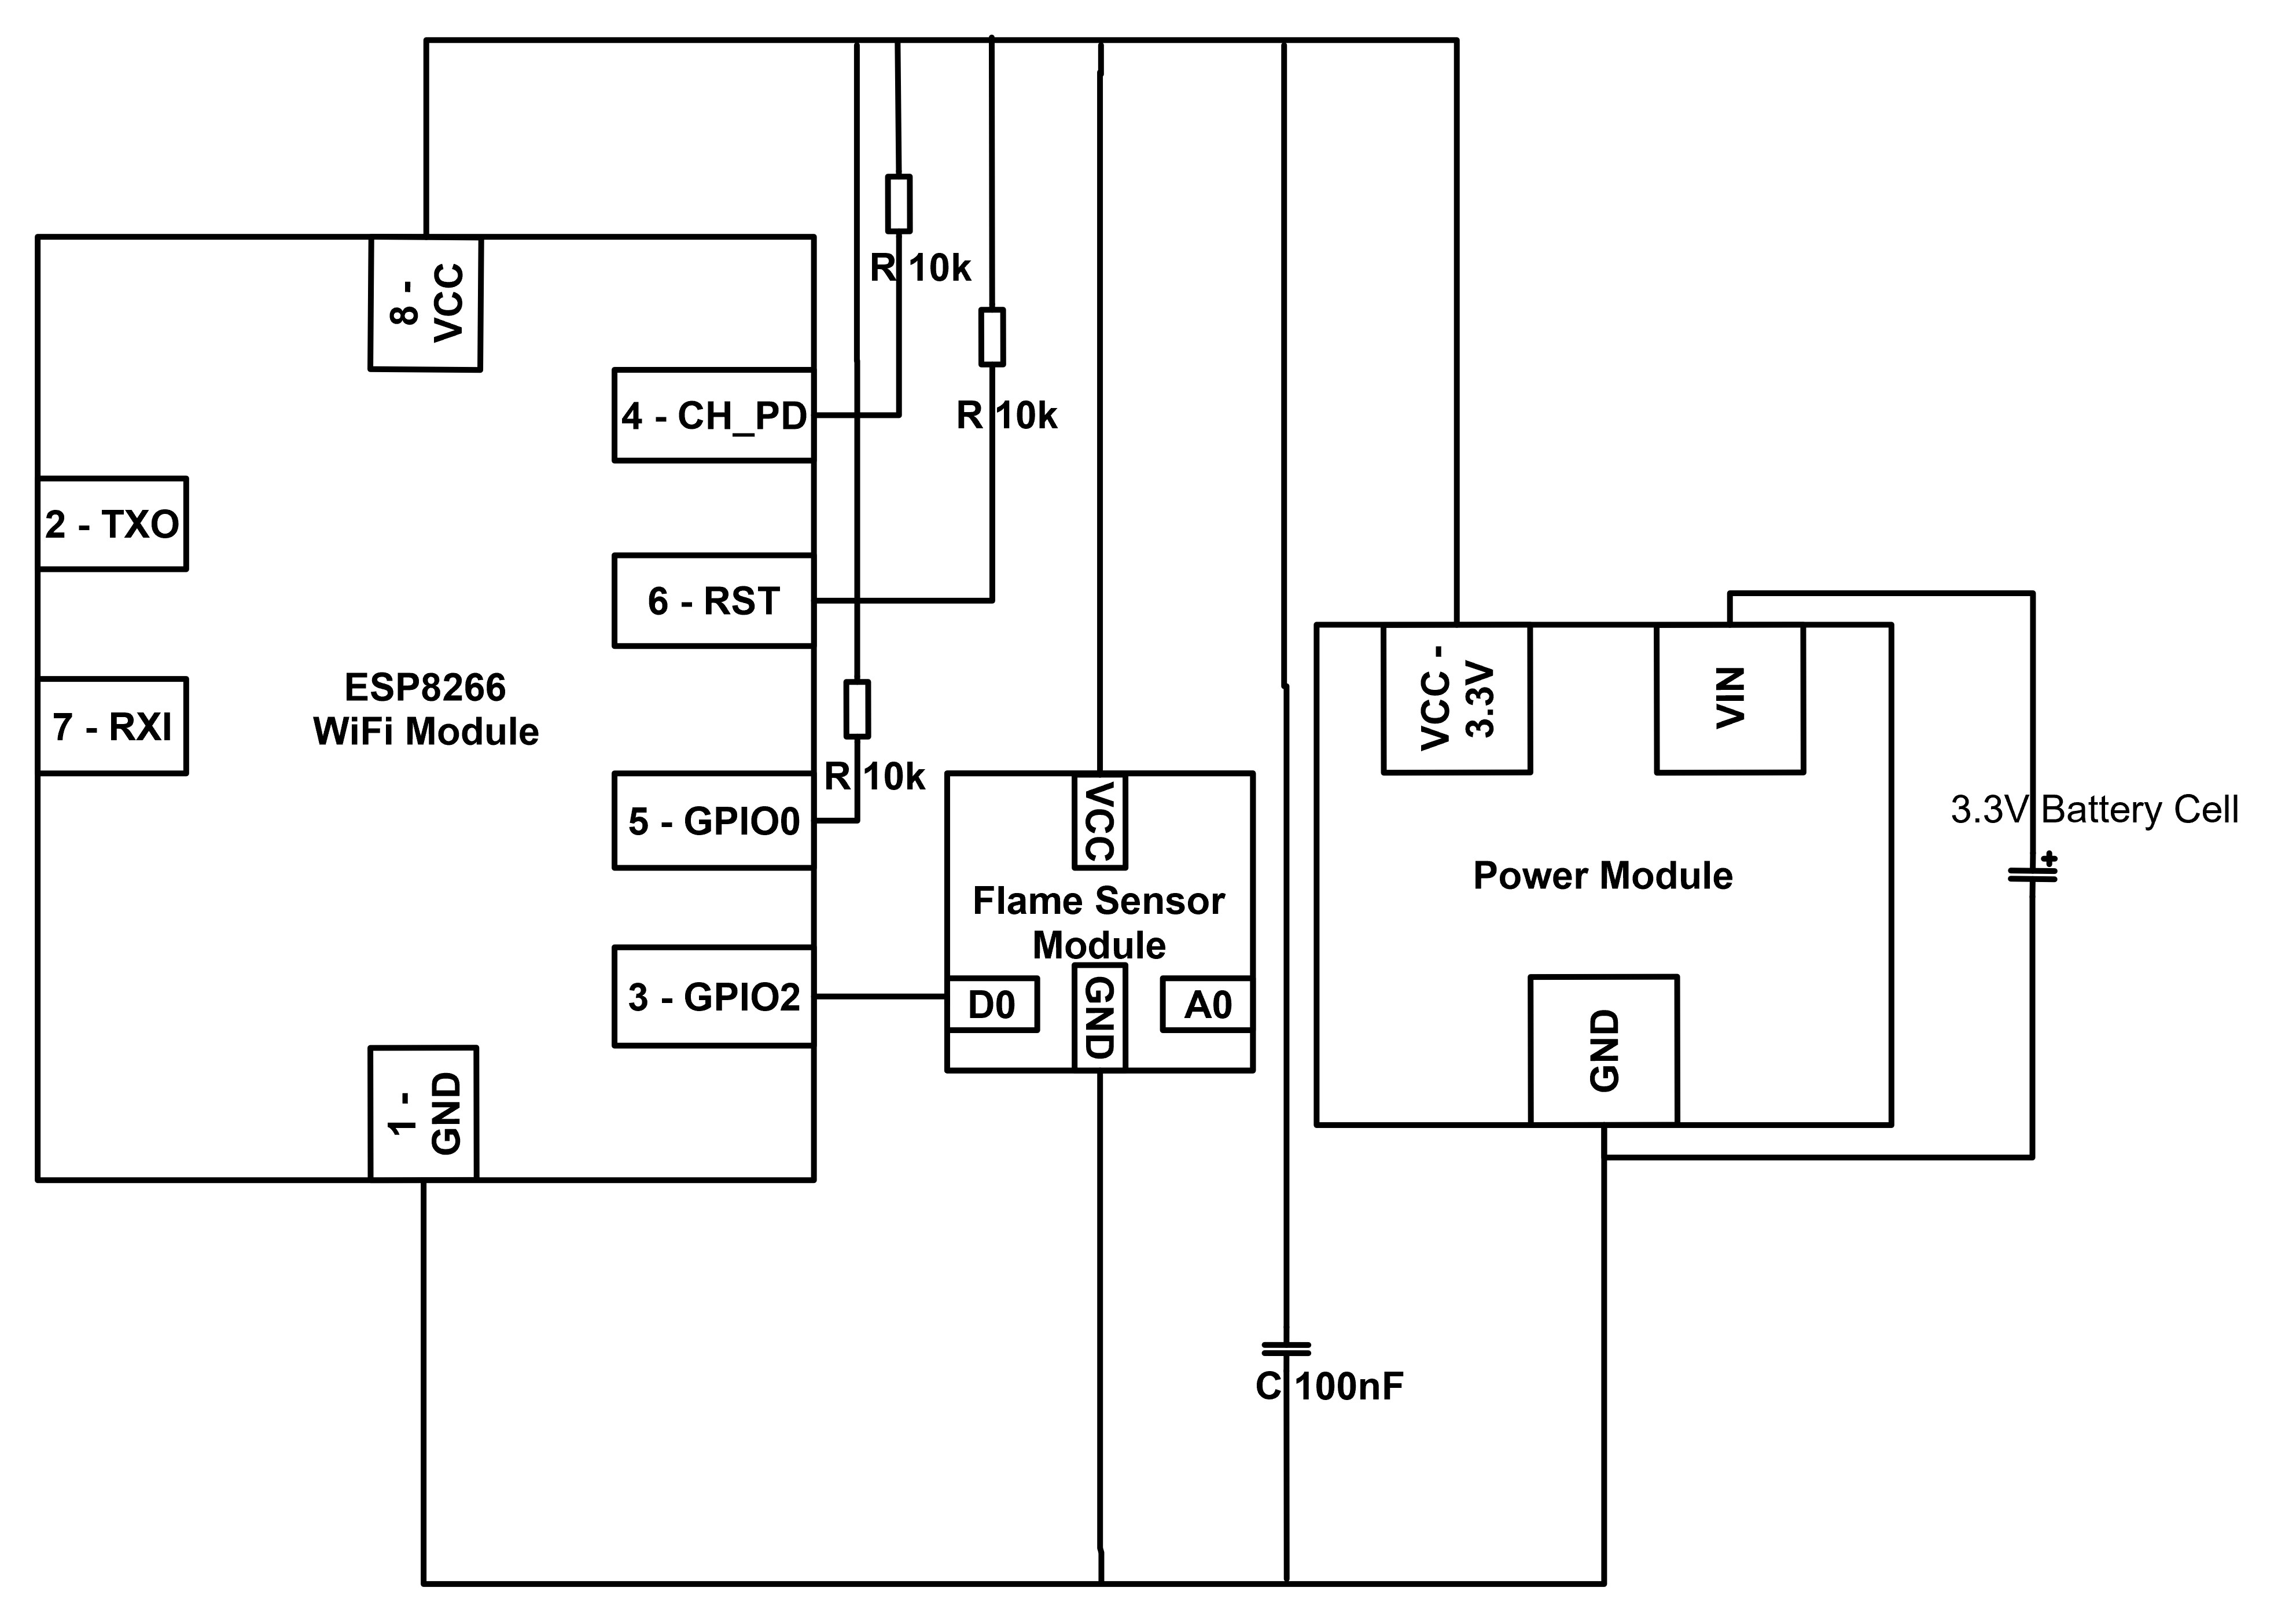 8 -
VCC
R 10k
4 - CH_PD
R 10k
2 - TXO
6 - RST
7 - RXI
ESP8266
WiFi Module
R 10k
5 - GPIO0
3 - GPIO2
1 -
GND
VCC
Flame Sensor
Module
D0
GND
A0
VCC -
3.3V
VIN
3.3V Battery Cell
+
Power Module
GND
C 100nF